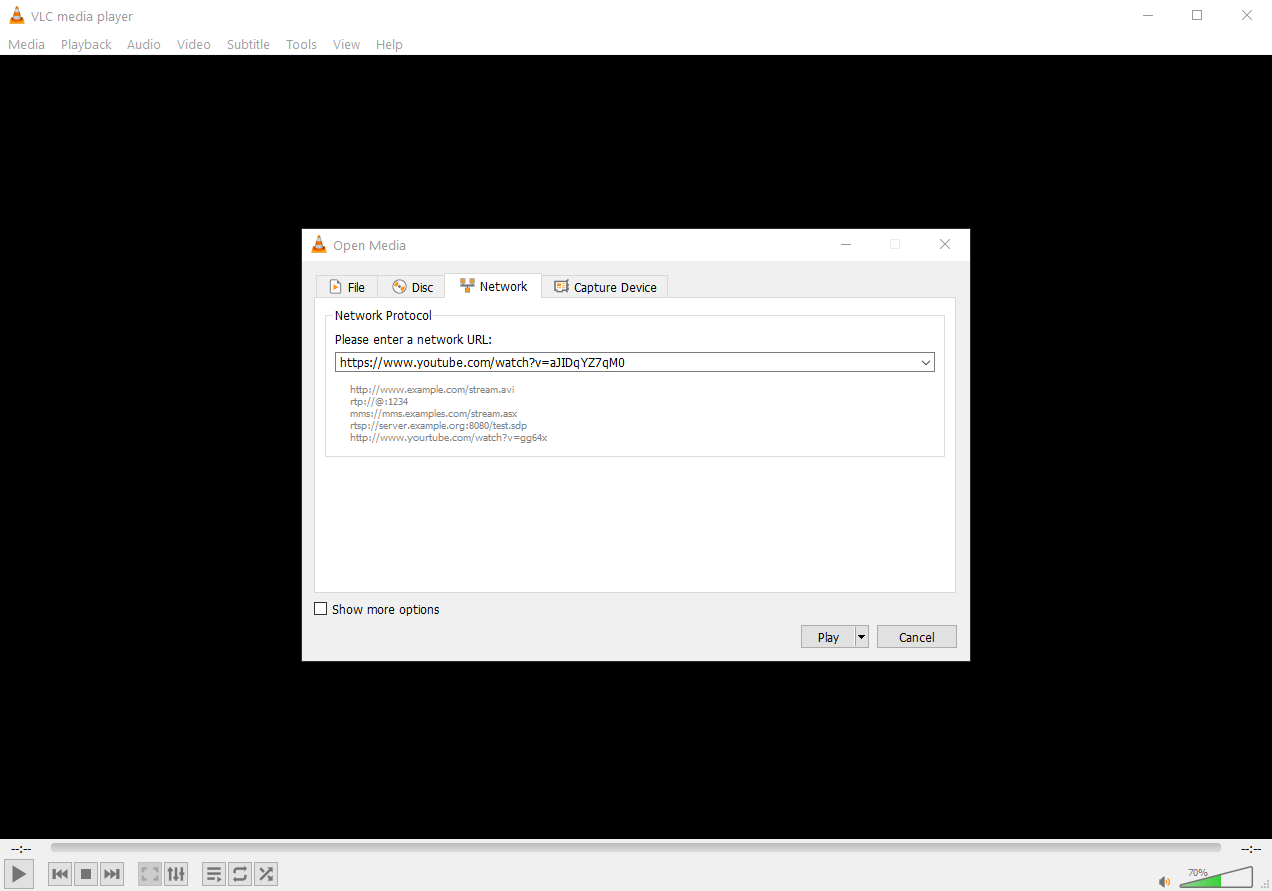 VLC media player
Media Playback Audio Video Subtitle Tools View Help
Open Media
File Disc Network Capture Device
Network Protocol
Please enter a network URL:
https://www.youtube.com/watch?v=aJIDqYZ7qM0
http://www.example.com/stream.avi
rtp://@:1234
mms://mms.examples.com/stream.asx
rtsp://server.example.org:8080/test.sdp
http://www.yourtube.com/watch?v=gg64x
Show more options
Play Cancel
--:-- --:--
70%